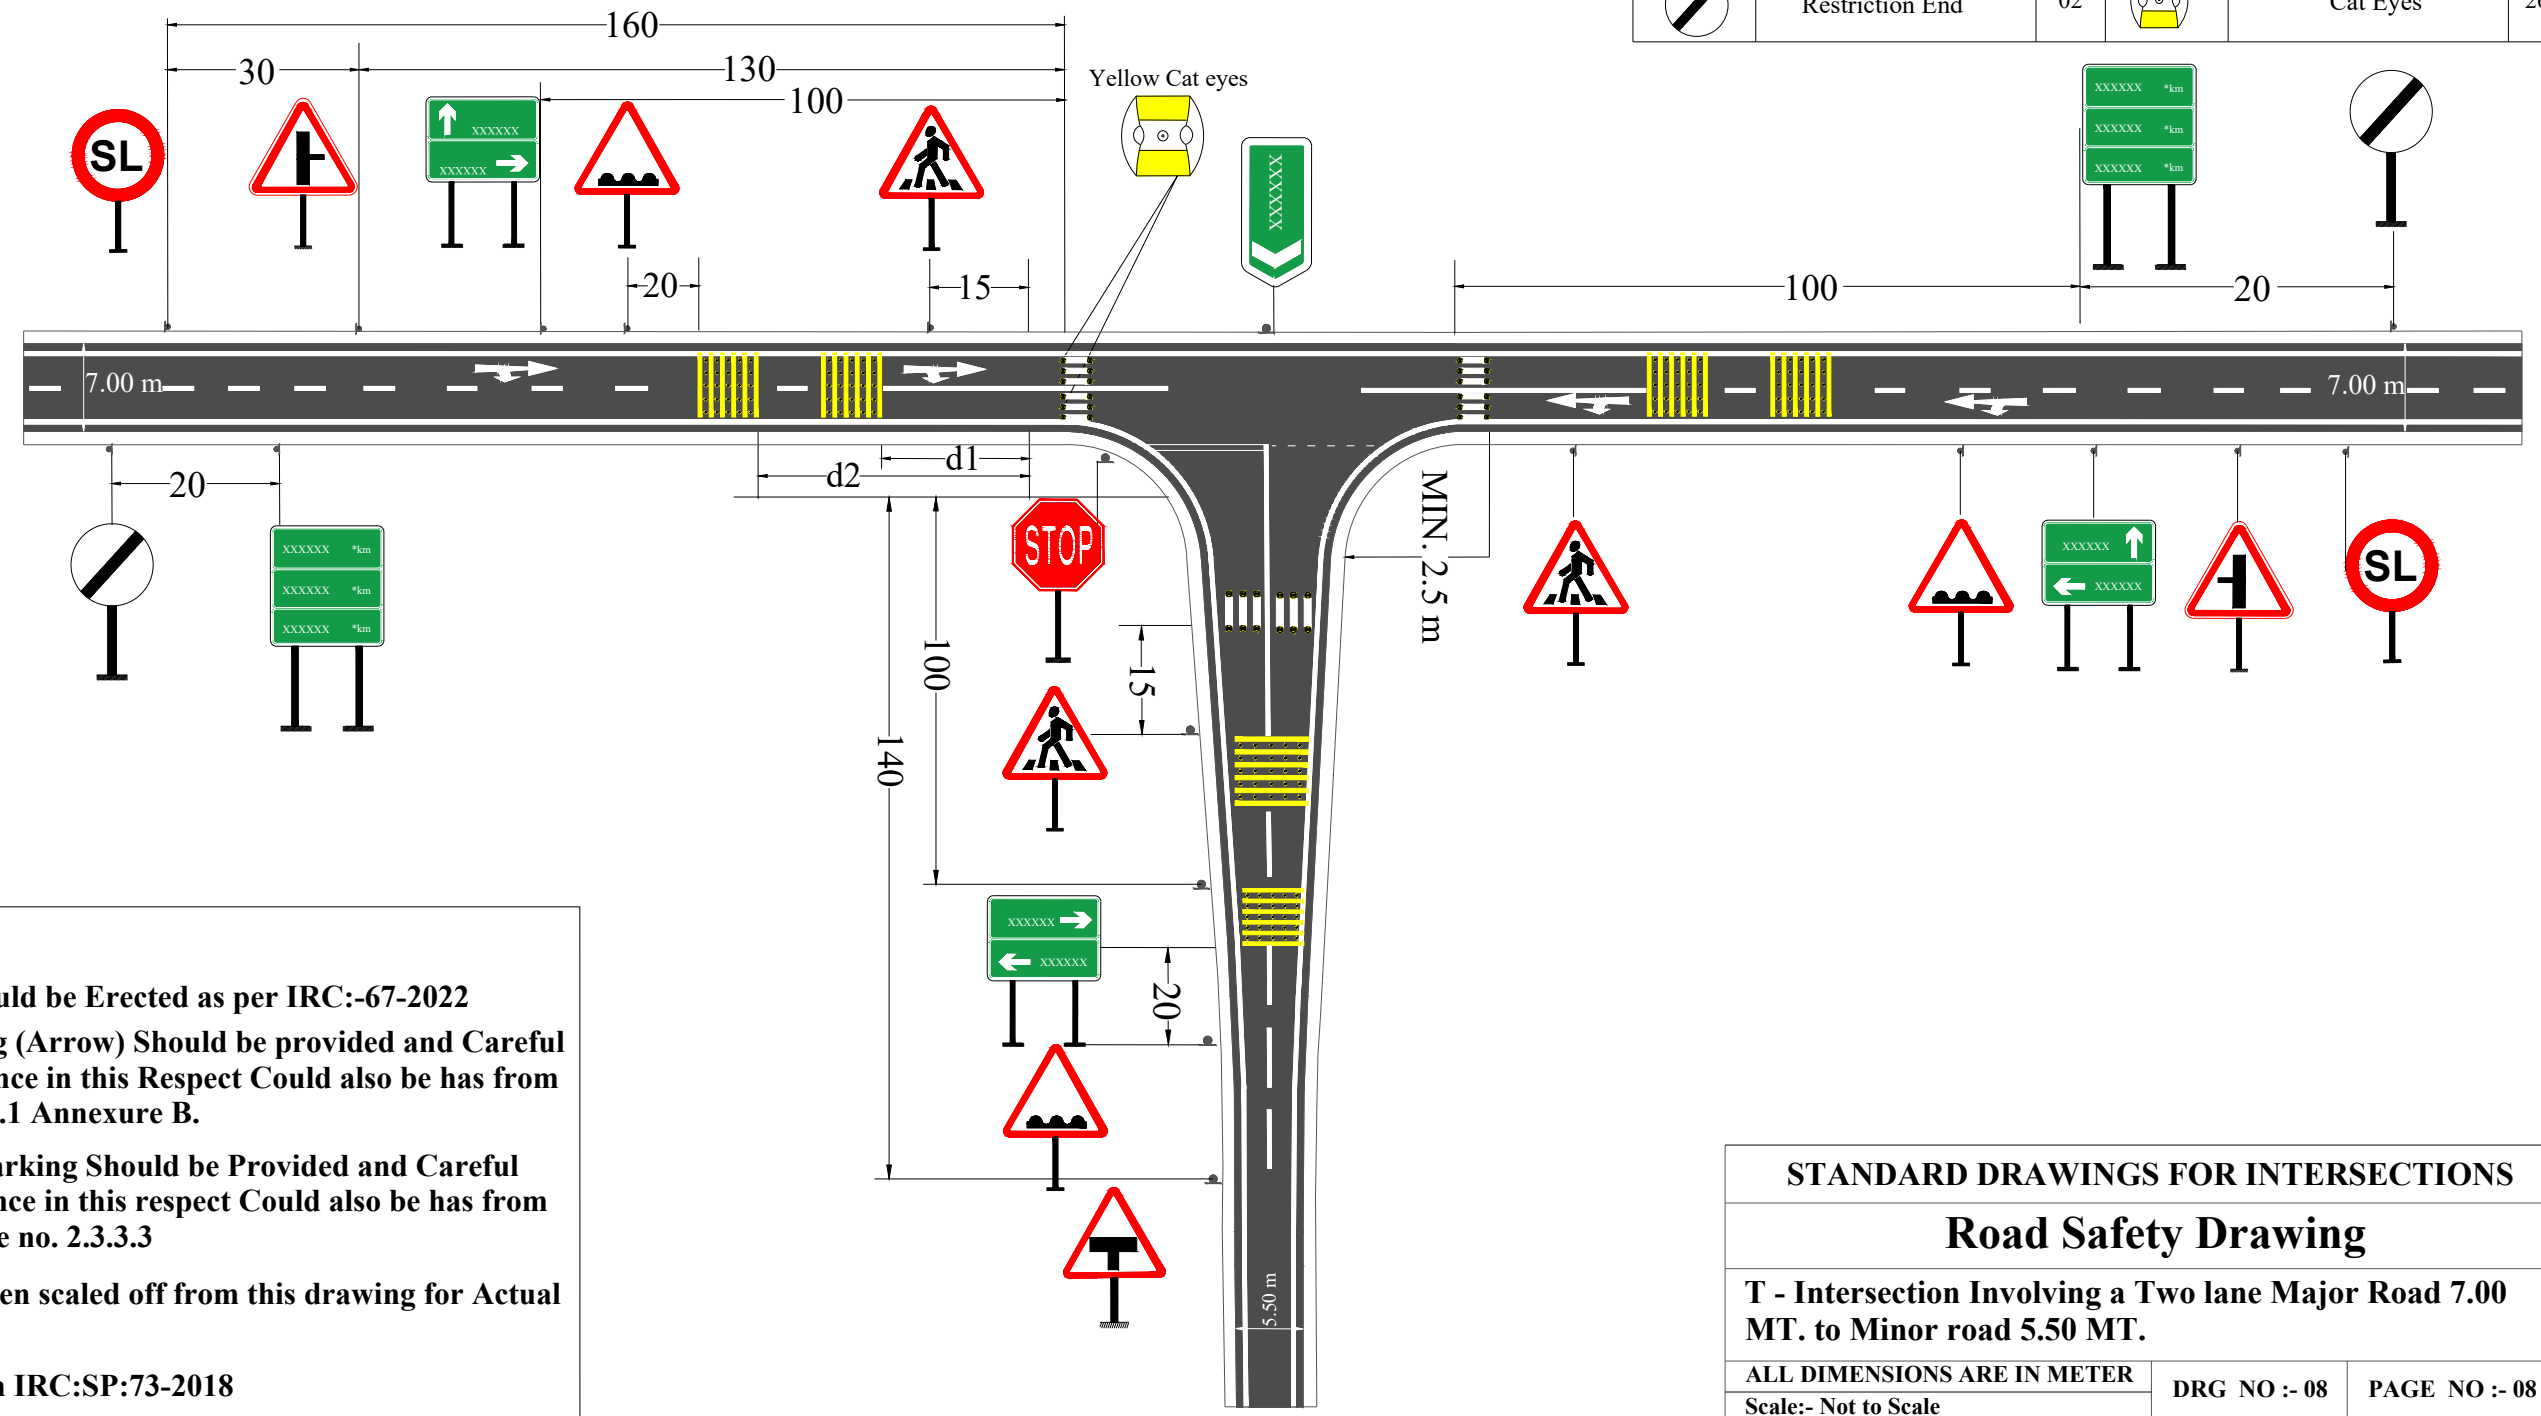 Restriction End
02
Cat Eyes
160
30
130
100
Yellow Cat eyes
SL
XXXXXX
XXXXXX
XXXXXX
XXXXXX *km
XXXXXX *km
XXXXXX *km
20
15
100
20
7.00 m
7.00 m
d1
d2
20
MIN. 2.5 m
STOP
XXXXXX *km
XXXXXX *km
XXXXXX *km
XXXXXX
XXXXXX
SL
100
15
140
XXXXXX
XXXXXX
20
5.50 m
uld be Erected as per IRC:-67-2022
g (Arrow) Should be provided and Careful
nce in this Respect Could also be has from
.1 Annexure B.
arking Should be Provided and Careful
nce in this respect Could also be has from
e no. 2.3.3.3
en scaled off from this drawing for Actual
IRC:SP:73-2018
STANDARD DRAWINGS FOR INTERSECTIONS
Road Safety Drawing
T - Intersection Involving a Two lane Major Road 7.00
MT. to Minor road 5.50 MT.
ALL DIMENSIONS ARE IN METER
Scale:- Not to Scale
DRG NO :- 08
PAGE NO :- 08